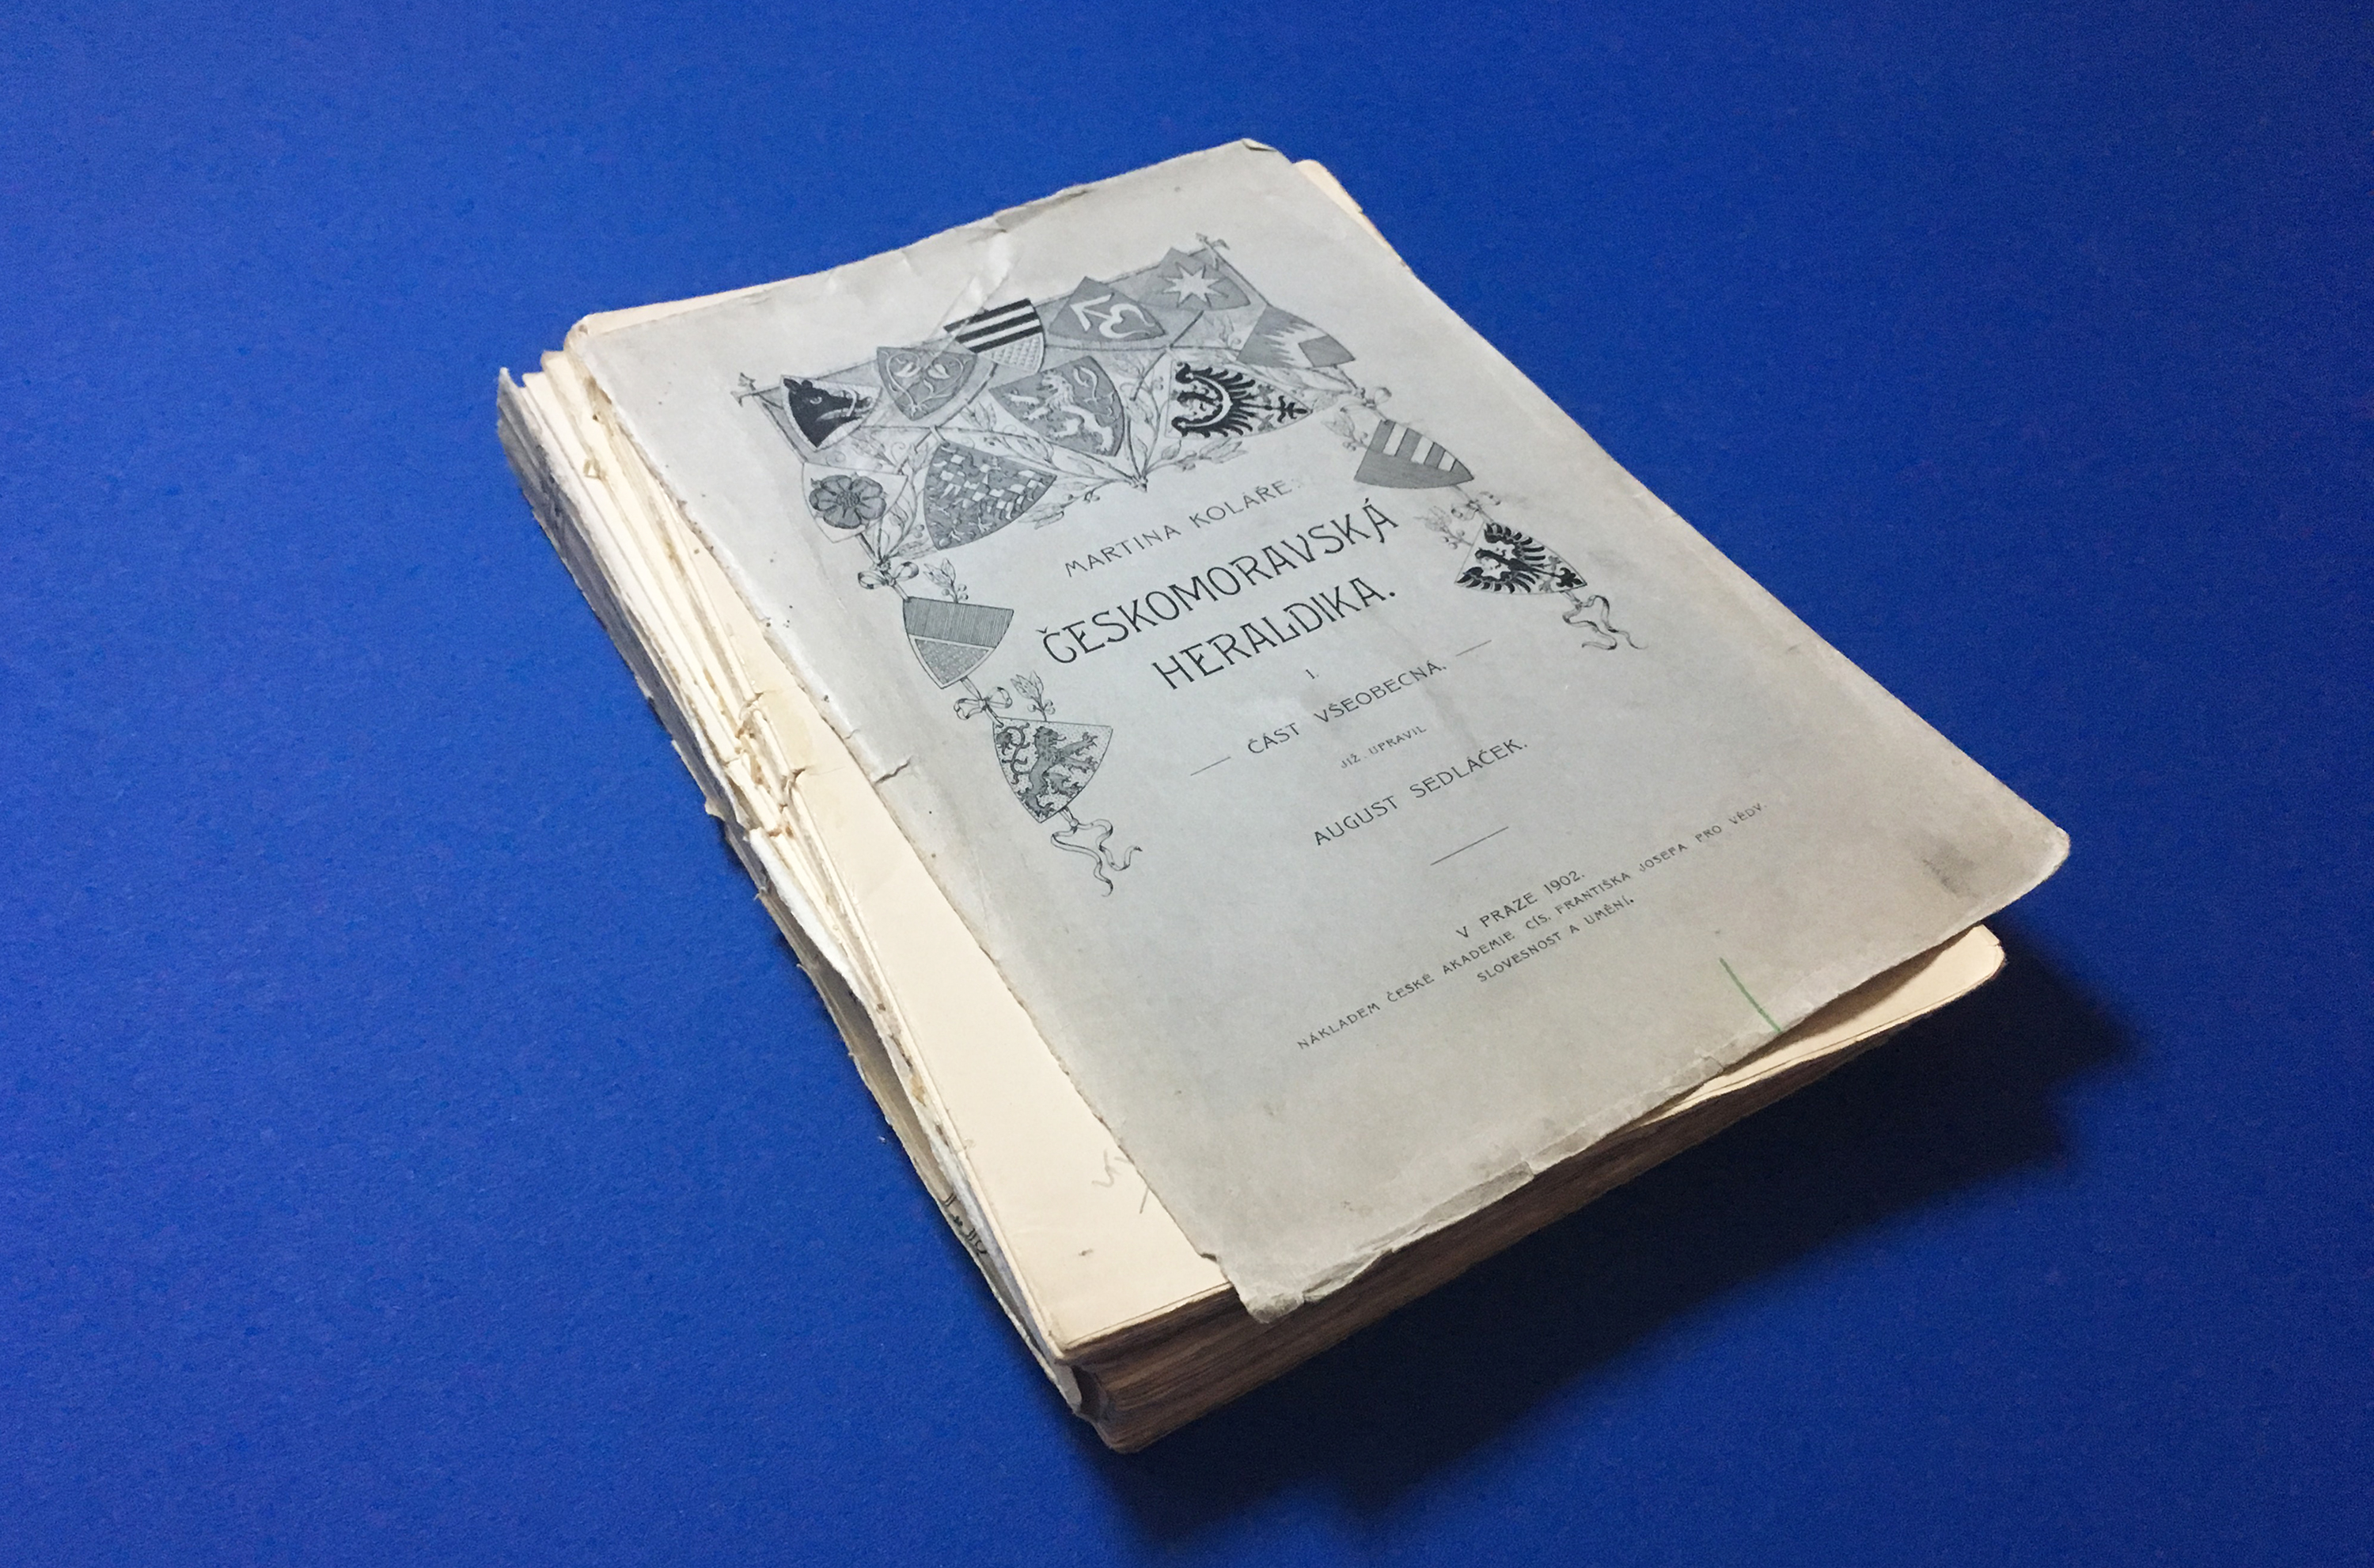 MARTINA KOLÁŘE
ČESKOMORAVSKÁ
HERALDIKA.
I.
ČÁST VŠEOBECNÁ.
JIŽ UPRAVIL
AUGUST SEDLÁČEK.
V PRAZE 1902.
NÁKLADEM ČESKÉ AKADEMIE CÍS. FRANTIŠKA JOSEFA PRO VĚDY,
SLOVESNOST A UMĚNÍ.